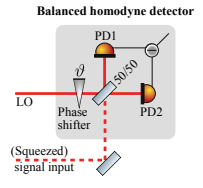 Balanced homodyne detector
PD1
ϑ
50/50
LO
Phase
shifter
PD2
(Squeezed)
signal input